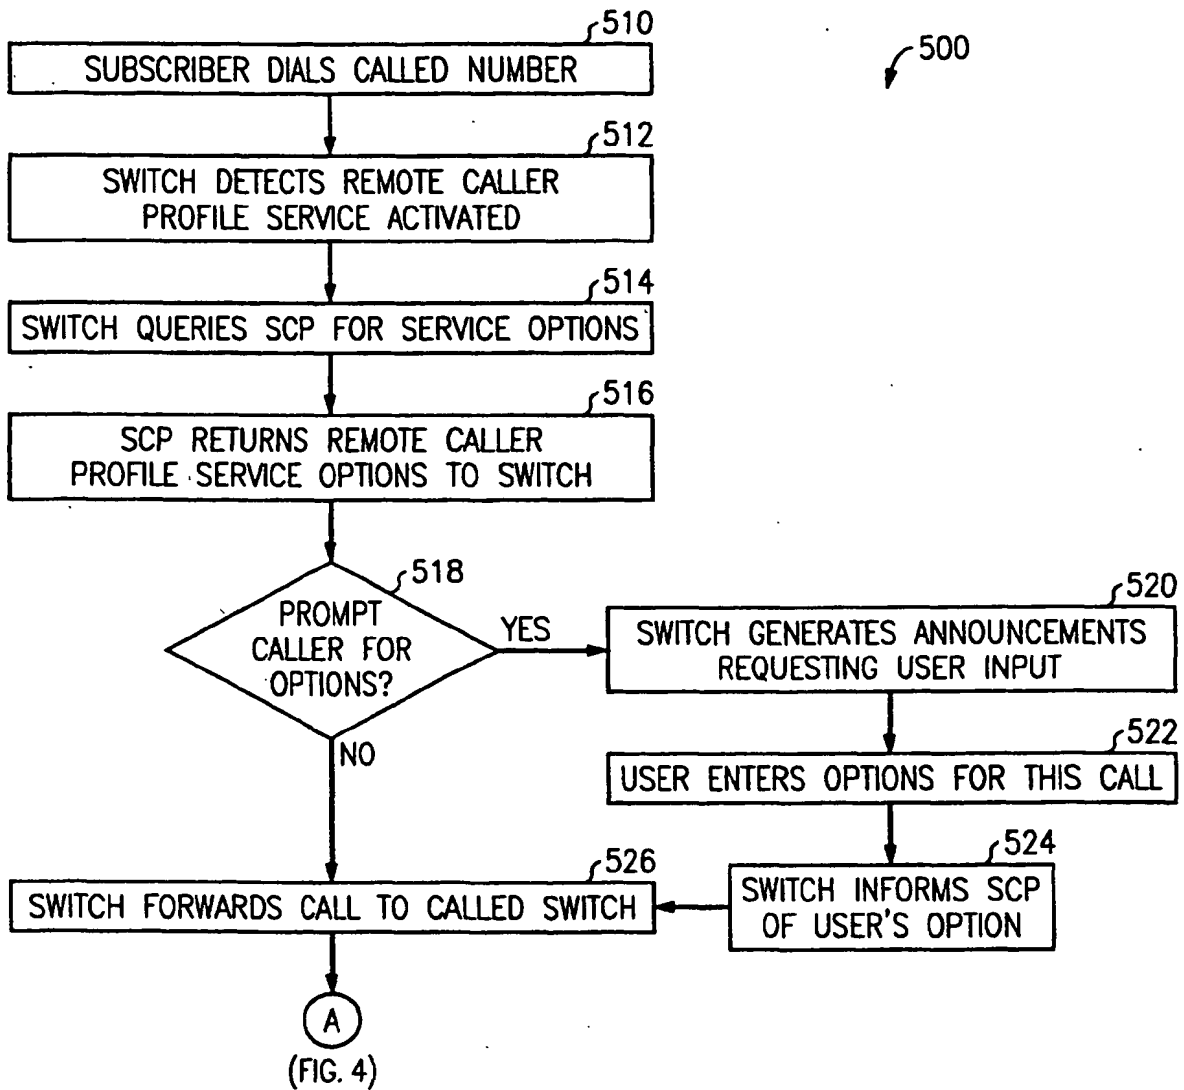 510
500
SUBSCRIBER DIALS CALLED NUMBER
512
SWITCH DETECTS REMOTE CALLER
PROFILE SERVICE ACTIVATED
514
SWITCH QUERIES SCP FOR SERVICE OPTIONS
516
SCP RETURNS REMOTE CALLER
PROFILE SERVICE OPTIONS TO SWITCH
518
PROMPT
CALLER FOR
OPTIONS?
YES
NO
520
SWITCH GENERATES ANNOUNCEMENTS
REQUESTING USER INPUT
522
USER ENTERS OPTIONS FOR THIS CALL
524
SWITCH INFORMS SCP
OF USER'S OPTION
526
SWITCH FORWARDS CALL TO CALLED SWITCH
A
(FIG. 4)